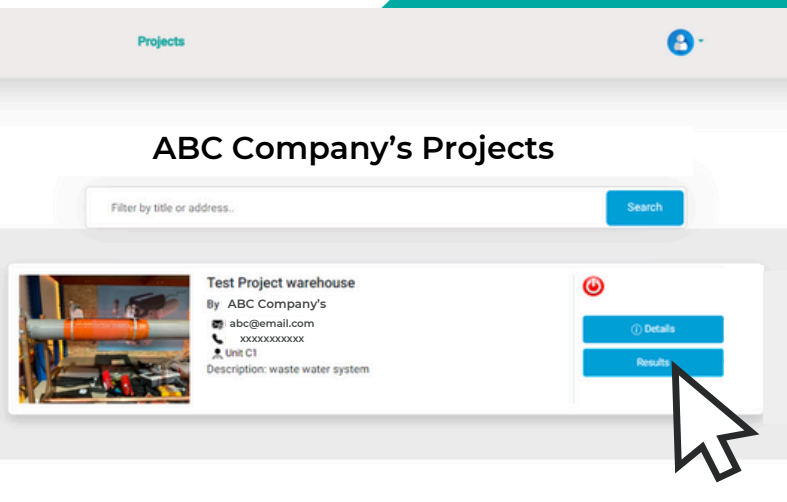 Projects
ABC Company’s Projects
Filter by title or address..
Search
Test Project warehouse
By ABC Company’s
abc@email.com
xxxxxxxxxxx
Unit C1
Description: waste water system
Details
Results